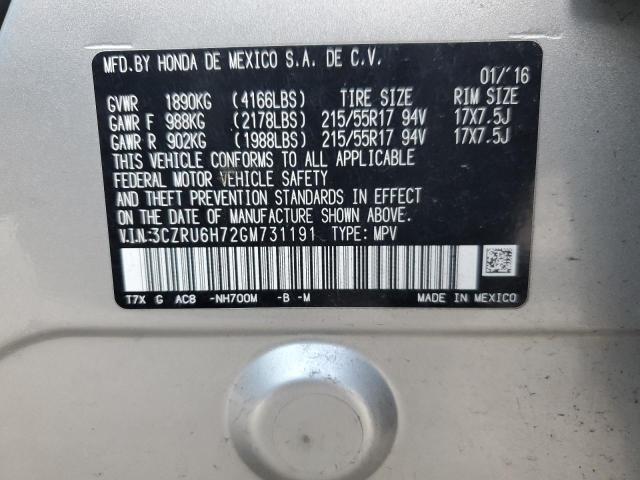 MFD.BY HONDA DE MEXICO S.A. DE C.V.
01/'16
GVWR 1890KG (4166LBS) TIRE SIZE RIM SIZE
GAWR F 988KG (2178LBS) 215/55R17 94V 17X7.5J
GAWR R 902KG (1988LBS) 215/55R17 94V 17X7.5J
THIS VEHICLE CONFORMS TO ALL APPLICABLE
FEDERAL MOTOR VEHICLE SAFETY
AND THEFT PREVENTION STANDARDS IN EFFECT
ON THE DATE OF MANUFACTURE SHOWN ABOVE.
V.I.N.:3CZRU6H72GM731191 TYPE: MPV
T7X G AC8 -NH700M -B -M MADE IN MEXICO